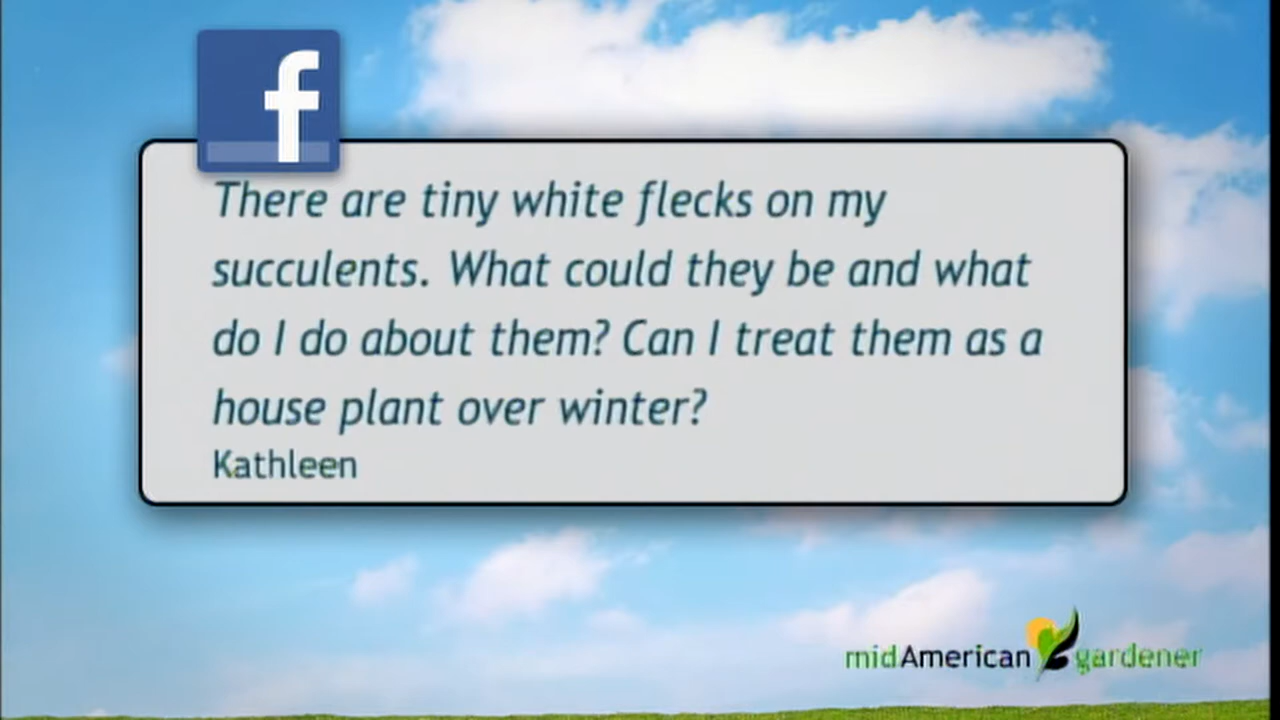 f
There are tiny white flecks on my
succulents. What could they be and what
do I do about them? Can I treat them as a
house plant over winter?
Kathleen
midAmerican gardener